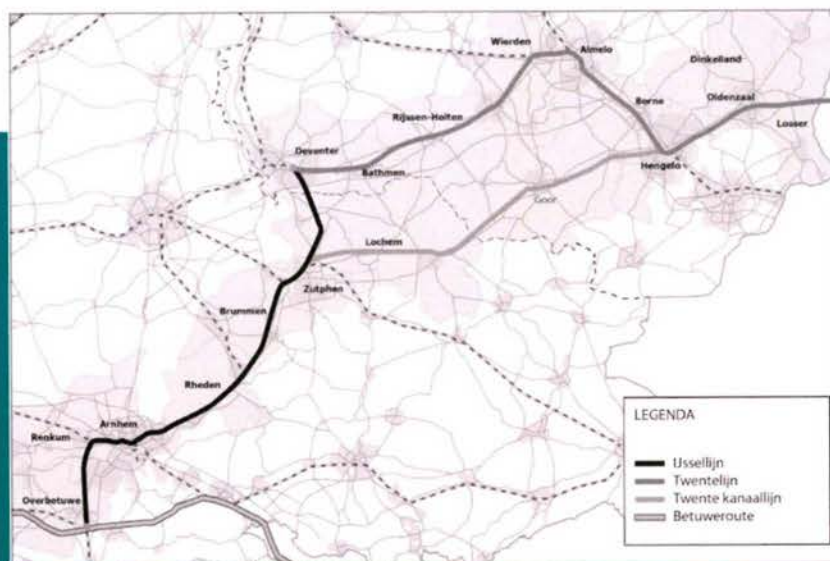 Wierden
Almelo
Dinkelland
Borne
Oldenzaal
Rijssen-Holten
Losser
Deventer
Bathmen
Hengelo
Goor
Lochem
Zutphen
Brummen
Rheden
Arnhem
Renkum
Overbetuwe
LEGENDA
IJssellijn
Twentelijn
Twente kanaallijn
Betuweroute